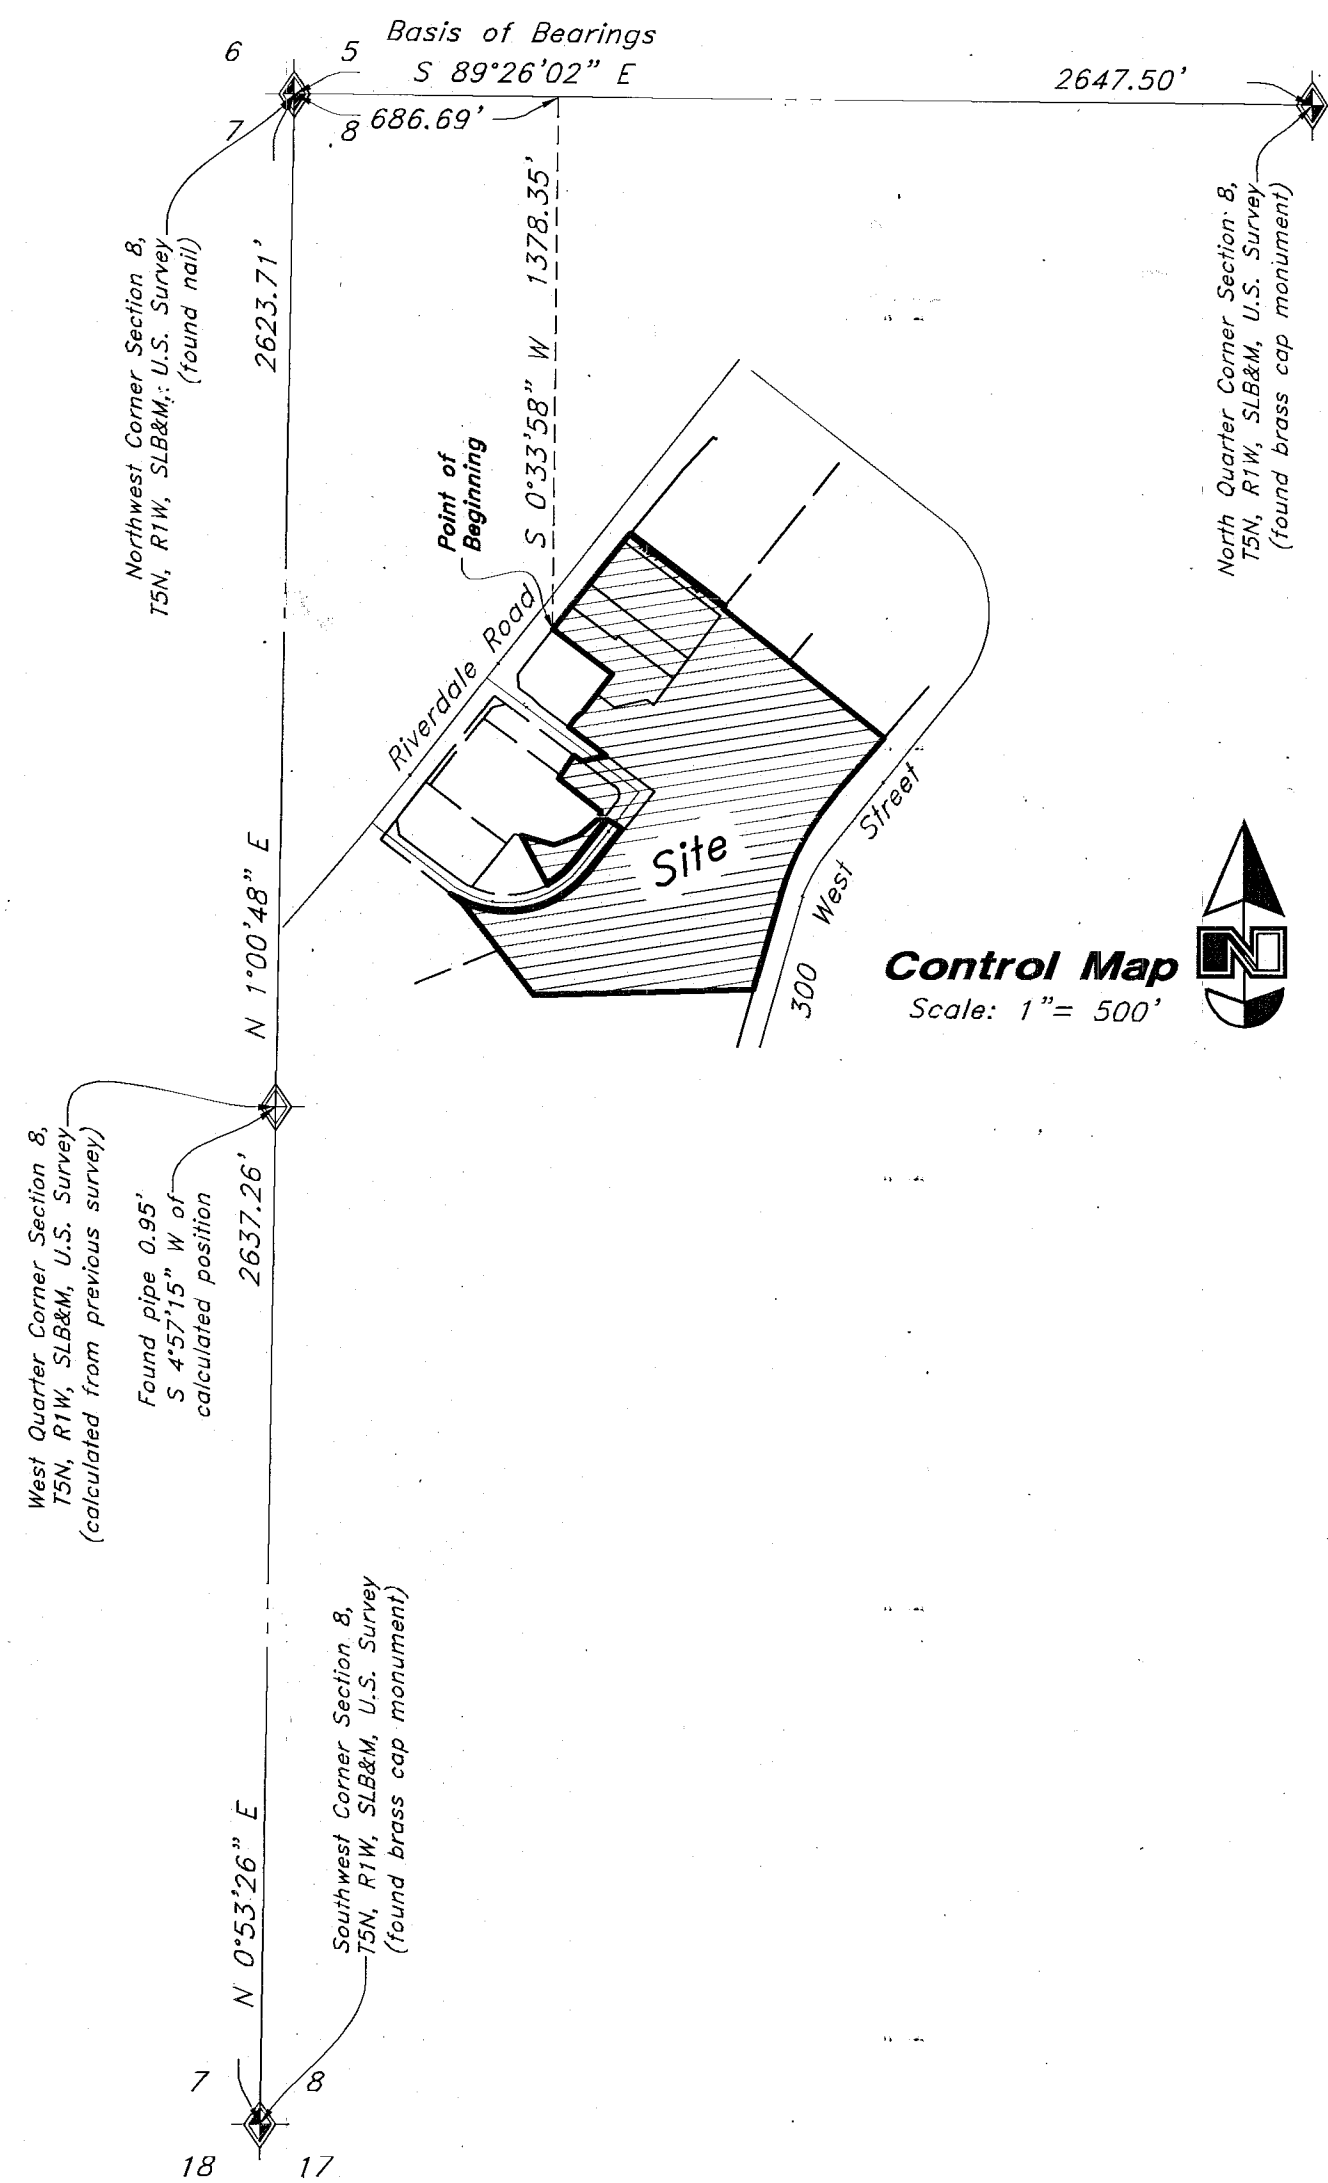 Basis of Bearings
S 89°26'02" E
6
5
7
8
686.69'
2647.50'
Northwest Corner Section 8,
T5N, R1W, SLB&M, U.S. Survey
(found nail)
2623.71'
N 1°00'48" E
S 0°33'58" W 1378.35'
Point of
Beginning
North Quarter Corner Section 8,
T5N, R1W, SLB&M, U.S. Survey
(found brass cap monument)
Riverdale Road
Site
300 West Street
Control Map
Scale: 1"= 500'
N
West Quarter Corner Section 8,
T5N, R1W, SLB&M, U.S. Survey
(calculated from previous survey)
Found pipe 0.95'
S 4°57'15" W of
calculated position
2637.26'
N 0°53'26" E
Southwest Corner Section 8,
T5N, R1W, SLB&M, U.S. Survey
(found brass cap monument)
7
8
18
17